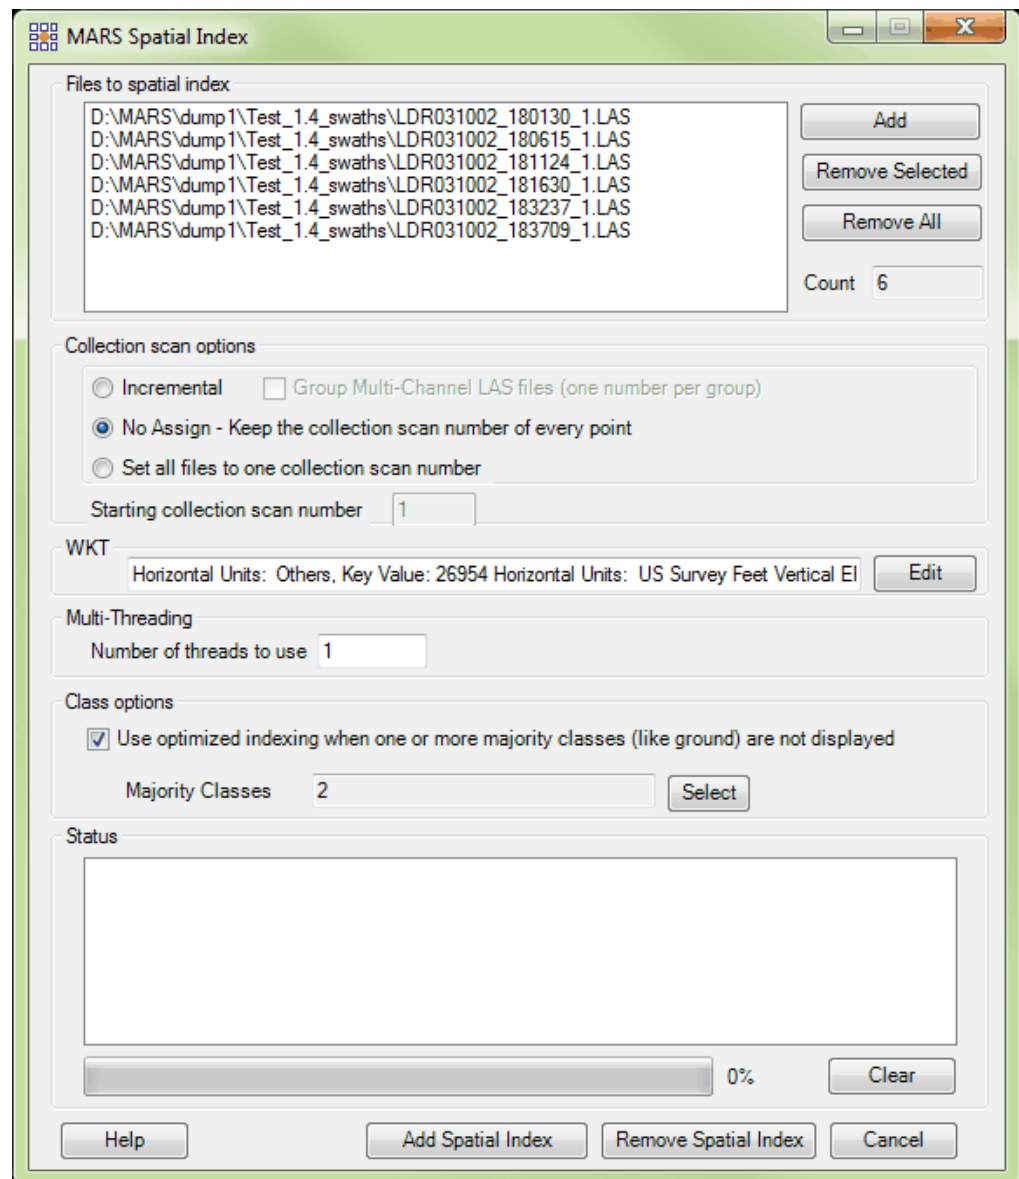 MARS Spatial Index
Files to spatial index
D:\MARS\dump1\Test_1.4_swaths\LDR031002_180130_1.LAS
D:\MARS\dump1\Test_1.4_swaths\LDR031002_180615_1.LAS
D:\MARS\dump1\Test_1.4_swaths\LDR031002_181124_1.LAS
D:\MARS\dump1\Test_1.4_swaths\LDR031002_181630_1.LAS
D:\MARS\dump1\Test_1.4_swaths\LDR031002_183237_1.LAS
D:\MARS\dump1\Test_1.4_swaths\LDR031002_183709_1.LAS
Add
Remove Selected
Remove All
Count 6
Collection scan options
Incremental Group Multi-Channel LAS files (one number per group)
No Assign - Keep the collection scan number of every point
Set all files to one collection scan number
Starting collection scan number 1
WKT
Horizontal Units: Others, Key Value: 26954 Horizontal Units: US Survey Feet Vertical El Edit
Multi-Threading
Number of threads to use 1
Class options
Use optimized indexing when one or more majority classes (like ground) are not displayed
Majority Classes 2 Select
Status
0% Clear
Help Add Spatial Index Remove Spatial Index Cancel